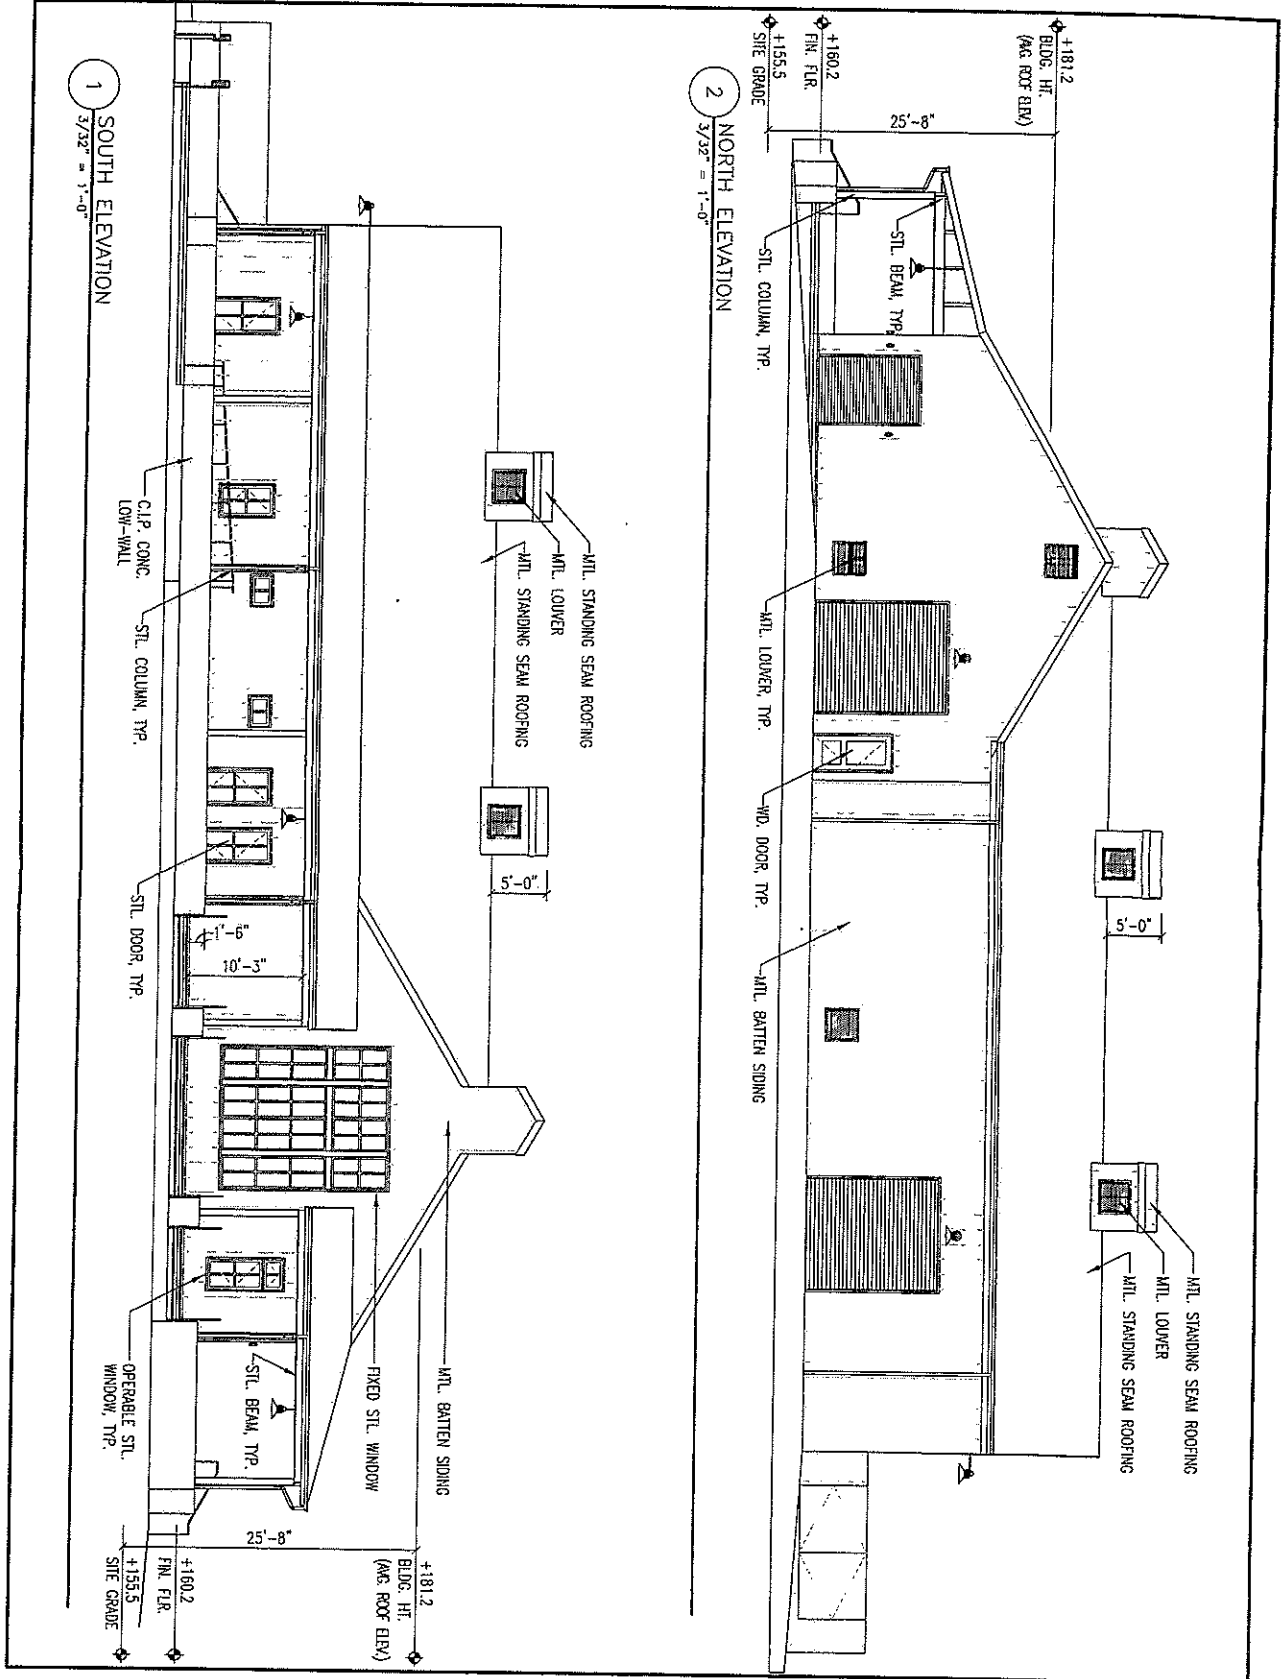 +181.2
BLDG. HT.
(AVG. ROOF ELEV.)
+160.2
FIN. FLR.
+155.5
SITE GRADE
25'-8"
STL. BEAM, TYP.
STL. COLUMN, TYP.
MTL. LOUVER, TYP.
WD. DOOR, TYP.
MTL. BATTEN SIDING
5'-0"
MTL. STANDING SEAM ROOFING
MTL. LOUVER
MTL. STANDING SEAM ROOFING
2
NORTH ELEVATION
3/32" = 1'-0"
MTL. STANDING SEAM ROOFING
MTL. LOUVER
MTL. STANDING SEAM ROOFING
5'-0"
MTL. BATTEN SIDING
FIXED STL. WINDOW
+181.2
BLDG. HT.
(AVG. ROOF ELEV.)
25'-8"
+160.2
FIN. FLR.
+155.5
SITE GRADE
1'-6"
10'-3"
C.I.P. CONC.
LOW-WALL
STL. COLUMN, TYP.
STL. DOOR, TYP.
STL. BEAM, TYP.
OPERABLE STL.
WINDOW, TYP.
1
SOUTH ELEVATION
3/32" = 1'-0"